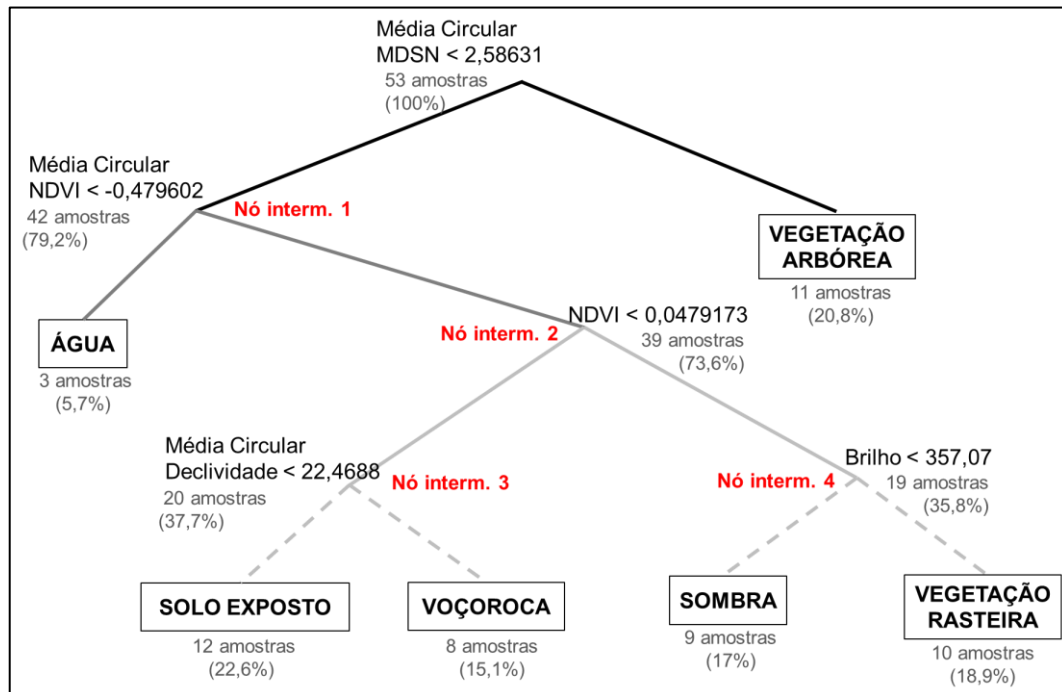 Média Circular
MDSN < 2,58631
53 amostras
(100%)
Média Circular
NDVI < -0,479602
42 amostras
(79,2%)
Nó interm. 1
VEGETAÇÃO
ARBÓREA
11 amostras
(20,8%)
ÁGUA
3 amostras
(5,7%)
NDVI < 0,0479173
Nó interm. 2
39 amostras
(73,6%)
Média Circular
Declividade < 22,4688
20 amostras
(37,7%)
Nó interm. 3
Brilho < 357,07
Nó interm. 4
19 amostras
(35,8%)
SOLO EXPOSTO
12 amostras
(22,6%)
VOÇOROCA
8 amostras
(15,1%)
SOMBRA
9 amostras
(17%)
VEGETAÇÃO
RASTEIRA
10 amostras
(18,9%)